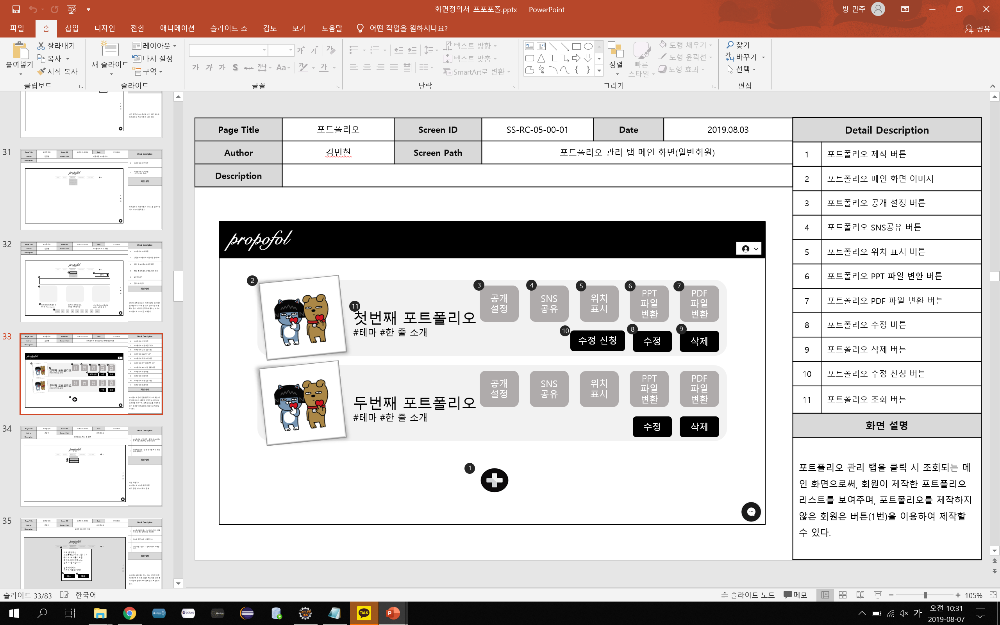 화면정의서_프포포폴.pptx - PowerPoint
방 민주
파일 홈 삽입 디자인 전환 애니메이션 슬라이드 쇼 검토 보기 도움말 어떤 작업을 원하시나요? 공유
붙여넣기
잘라내기
복사
서식 복사
클립보드
새 슬라이드
레이아웃
다시 설정
구역
슬라이드
가 가 가 S 가나다 간나 Aa 가 가
글꼴
텍스트 방향
텍스트 맞춤
SmartArt로 변환
단락
정렬
빠른 스타일
도형 채우기
도형 윤곽선
도형 효과
그리기
찾기
바꾸기
선택
편집
31
32
33
34
35
Page Title 포트폴리오 Screen ID SS-RC-05-00-01 Date 2019.08.03
Author 김민현 Screen Path 포트폴리오 관리 탭 메인 화면(일반회원)
Description
propofol
2
11
첫번째 포트폴리오
#테마 #한 줄 소개
3 공개 설정
4 SNS 공유
5 위치 표시
6 PPT 파일 변환
7 PDF 파일 변환
10 수정 신청
8 수정
9 삭제
두번째 포트폴리오
#테마 #한 줄 소개
공개 설정
SNS 공유
위치 표시
PPT 파일 변환
PDF 파일 변환
수정
삭제
1
Detail Description
1 포트폴리오 제작 버튼
2 포트폴리오 메인 화면 이미지
3 포트폴리오 공개 설정 버튼
4 포트폴리오 SNS공유 버튼
5 포트폴리오 위치 표시 버튼
6 포트폴리오 PPT 파일 변환 버튼
7 포트폴리오 PDF 파일 변환 버튼
8 포트폴리오 수정 버튼
9 포트폴리오 삭제 버튼
10 포트폴리오 수정 신청 버튼
11 포트폴리오 조회 버튼
화면 설명
포트폴리오 관리 탭을 클릭 시 조회되는 메
인 화면으로써, 회원이 제작한 포트폴리오
리스트를 보여주며, 포트폴리오를 제작하지
않은 회원은 버튼(1번)을 이용하여 제작할
수 있다.
슬라이드 33/83 한국어
슬라이드 노트 메모 105%
TALK
가
오전 10:31
2019-08-07